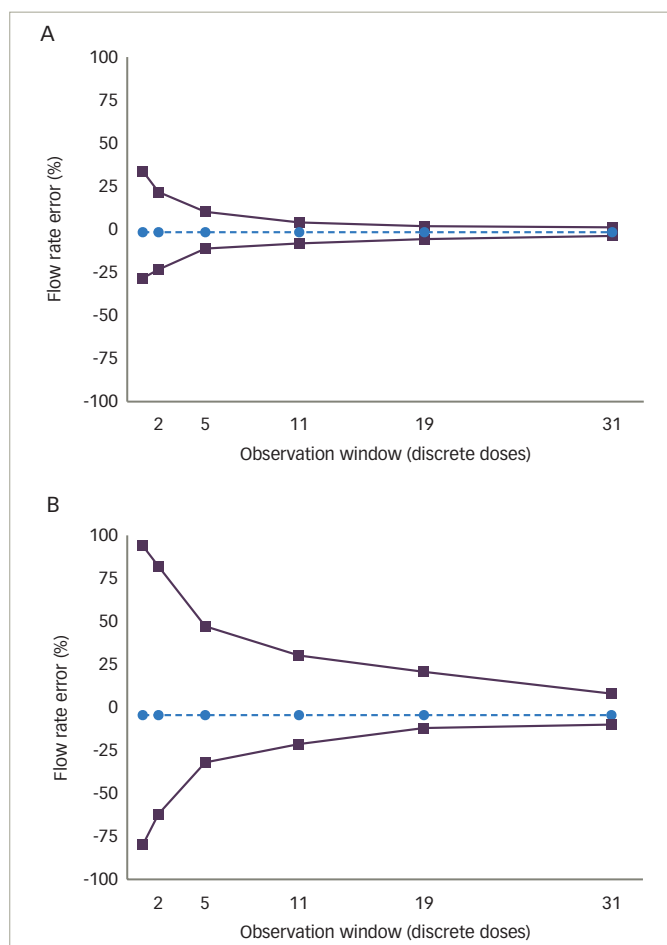 A
100
75
50
25
0
-25
-50
-75
-100
Flow rate error (%)
2 5 11 19 31
Observation window (discrete doses)
B
100
75
50
25
0
-25
-50
-75
-100
Flow rate error (%)
2 5 11 19 31
Observation window (discrete doses)